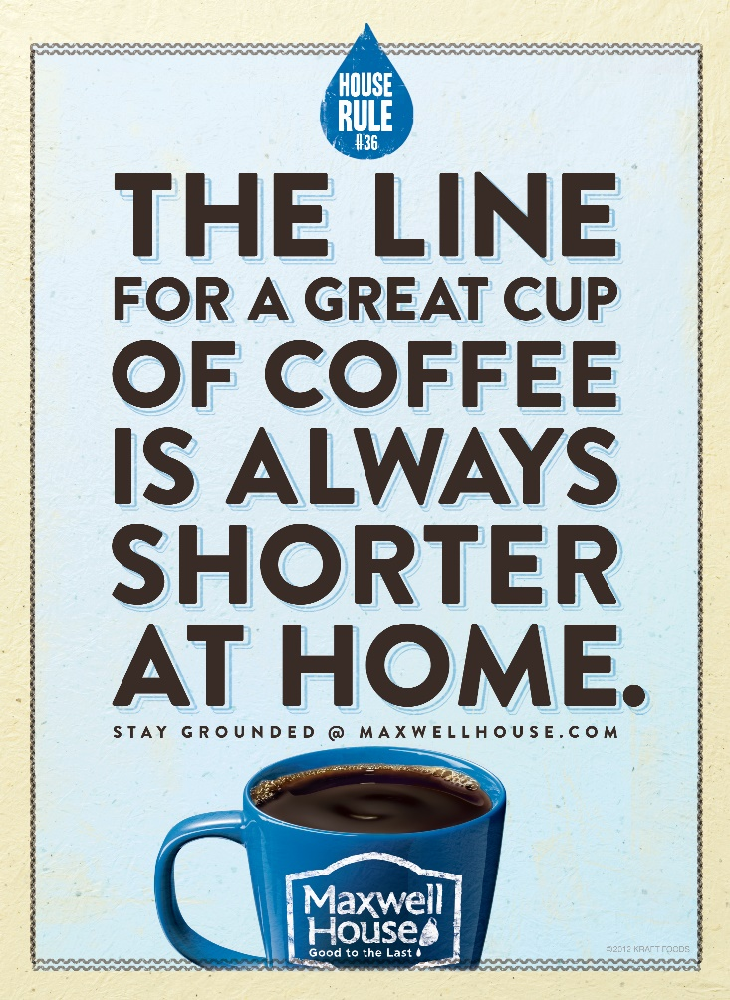 HOUSE
RULE
#36
THE LINE
FOR A GREAT CUP
OF COFFEE
IS ALWAYS
SHORTER
AT HOME.
STAY GROUNDED @ MAXWELLHOUSE.COM
Maxwell
House
Good to the Last
©2012 KRAFT FOODS